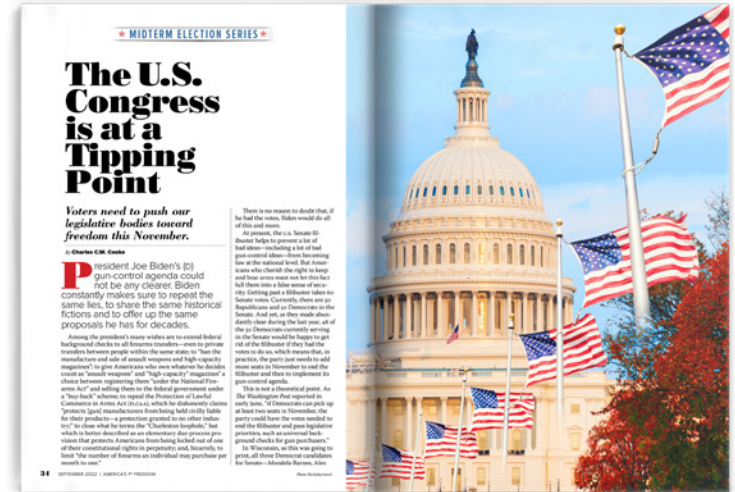 ★ MIDTERM ELECTION SERIES ★
The U.S.
Congress
is at a
Tipping
Point
Voters need to push our
legislative bodies toward
freedom this November.
By Charles C.W. Cooke
President Joe Biden's (D)
gun-control agenda could
not be any clearer. Biden
constantly makes sure to repeat the
same lies, to share the same historical
fictions and to offer up the same
proposals he has for decades.
Among the president's many wishes are to extend federal
background checks to all firearms transfers—even to private
transfers between people within the same state; to "ban the
manufacture and sale of assault weapons and high-capacity
magazines"; to give Americans who own whatever he decides
count as "assault weapons" and "high-capacity" magazines" a
choice between registering them "under the National Fire-
arms Act" and selling them to the federal government under
a "buy-back" scheme; to repeal the Protection of Lawful
Commerce in Arms Act (PLCAA), which he dishonestly claims
"protects [gun] manufacturers from being held civilly liable
for their products—a protection granted to no other indus-
try;" to close what he terms the "Charleston loophole," but
which is better described as an elementary due-process pro-
vision that protects Americans from being locked out of one
of their constitutional rights in perpetuity; and, bizarrely, to
limit "the number of firearms an individual may purchase per
month to one."
There is no reason to doubt that, if
he had the votes, Biden would do all
of this and more.
At present, the U.S. Senate fil-
ibuster helps to prevent a lot of
bad ideas—including a lot of bad
gun-control ideas—from becoming
law at the national level. But Amer-
icans who cherish the right to keep
and bear arms must not let this fact
lull them into a false sense of secu-
rity. Getting past a filibuster takes 60
Senate votes. Currently, there are 50
Republicans and 50 Democrats in the
Senate. And yet, as they made abun-
dantly clear during the last year, 48 of
the 50 Democrats currently serving
in the Senate would be happy to get
rid of the filibuster if they had the
votes to do so, which means that, in
practice, the party just needs to add
more seats in November to end the
filibuster and then to implement its
gun-control agenda.
This is not a theoretical point. As
The Washington Post reported in
early June, "if Democrats can pick up
at least two seats in November, the
party could have the votes needed to
end the filibuster and pass legislative
priorities, such as universal back-
ground checks for gun purchasers."
In Wisconsin, as this was going to
print, all three Democrat candidates
for Senate—Mandela Barnes, Alex
34 SEPTEMBER 2022 | AMERICA'S 1ST FREEDOM